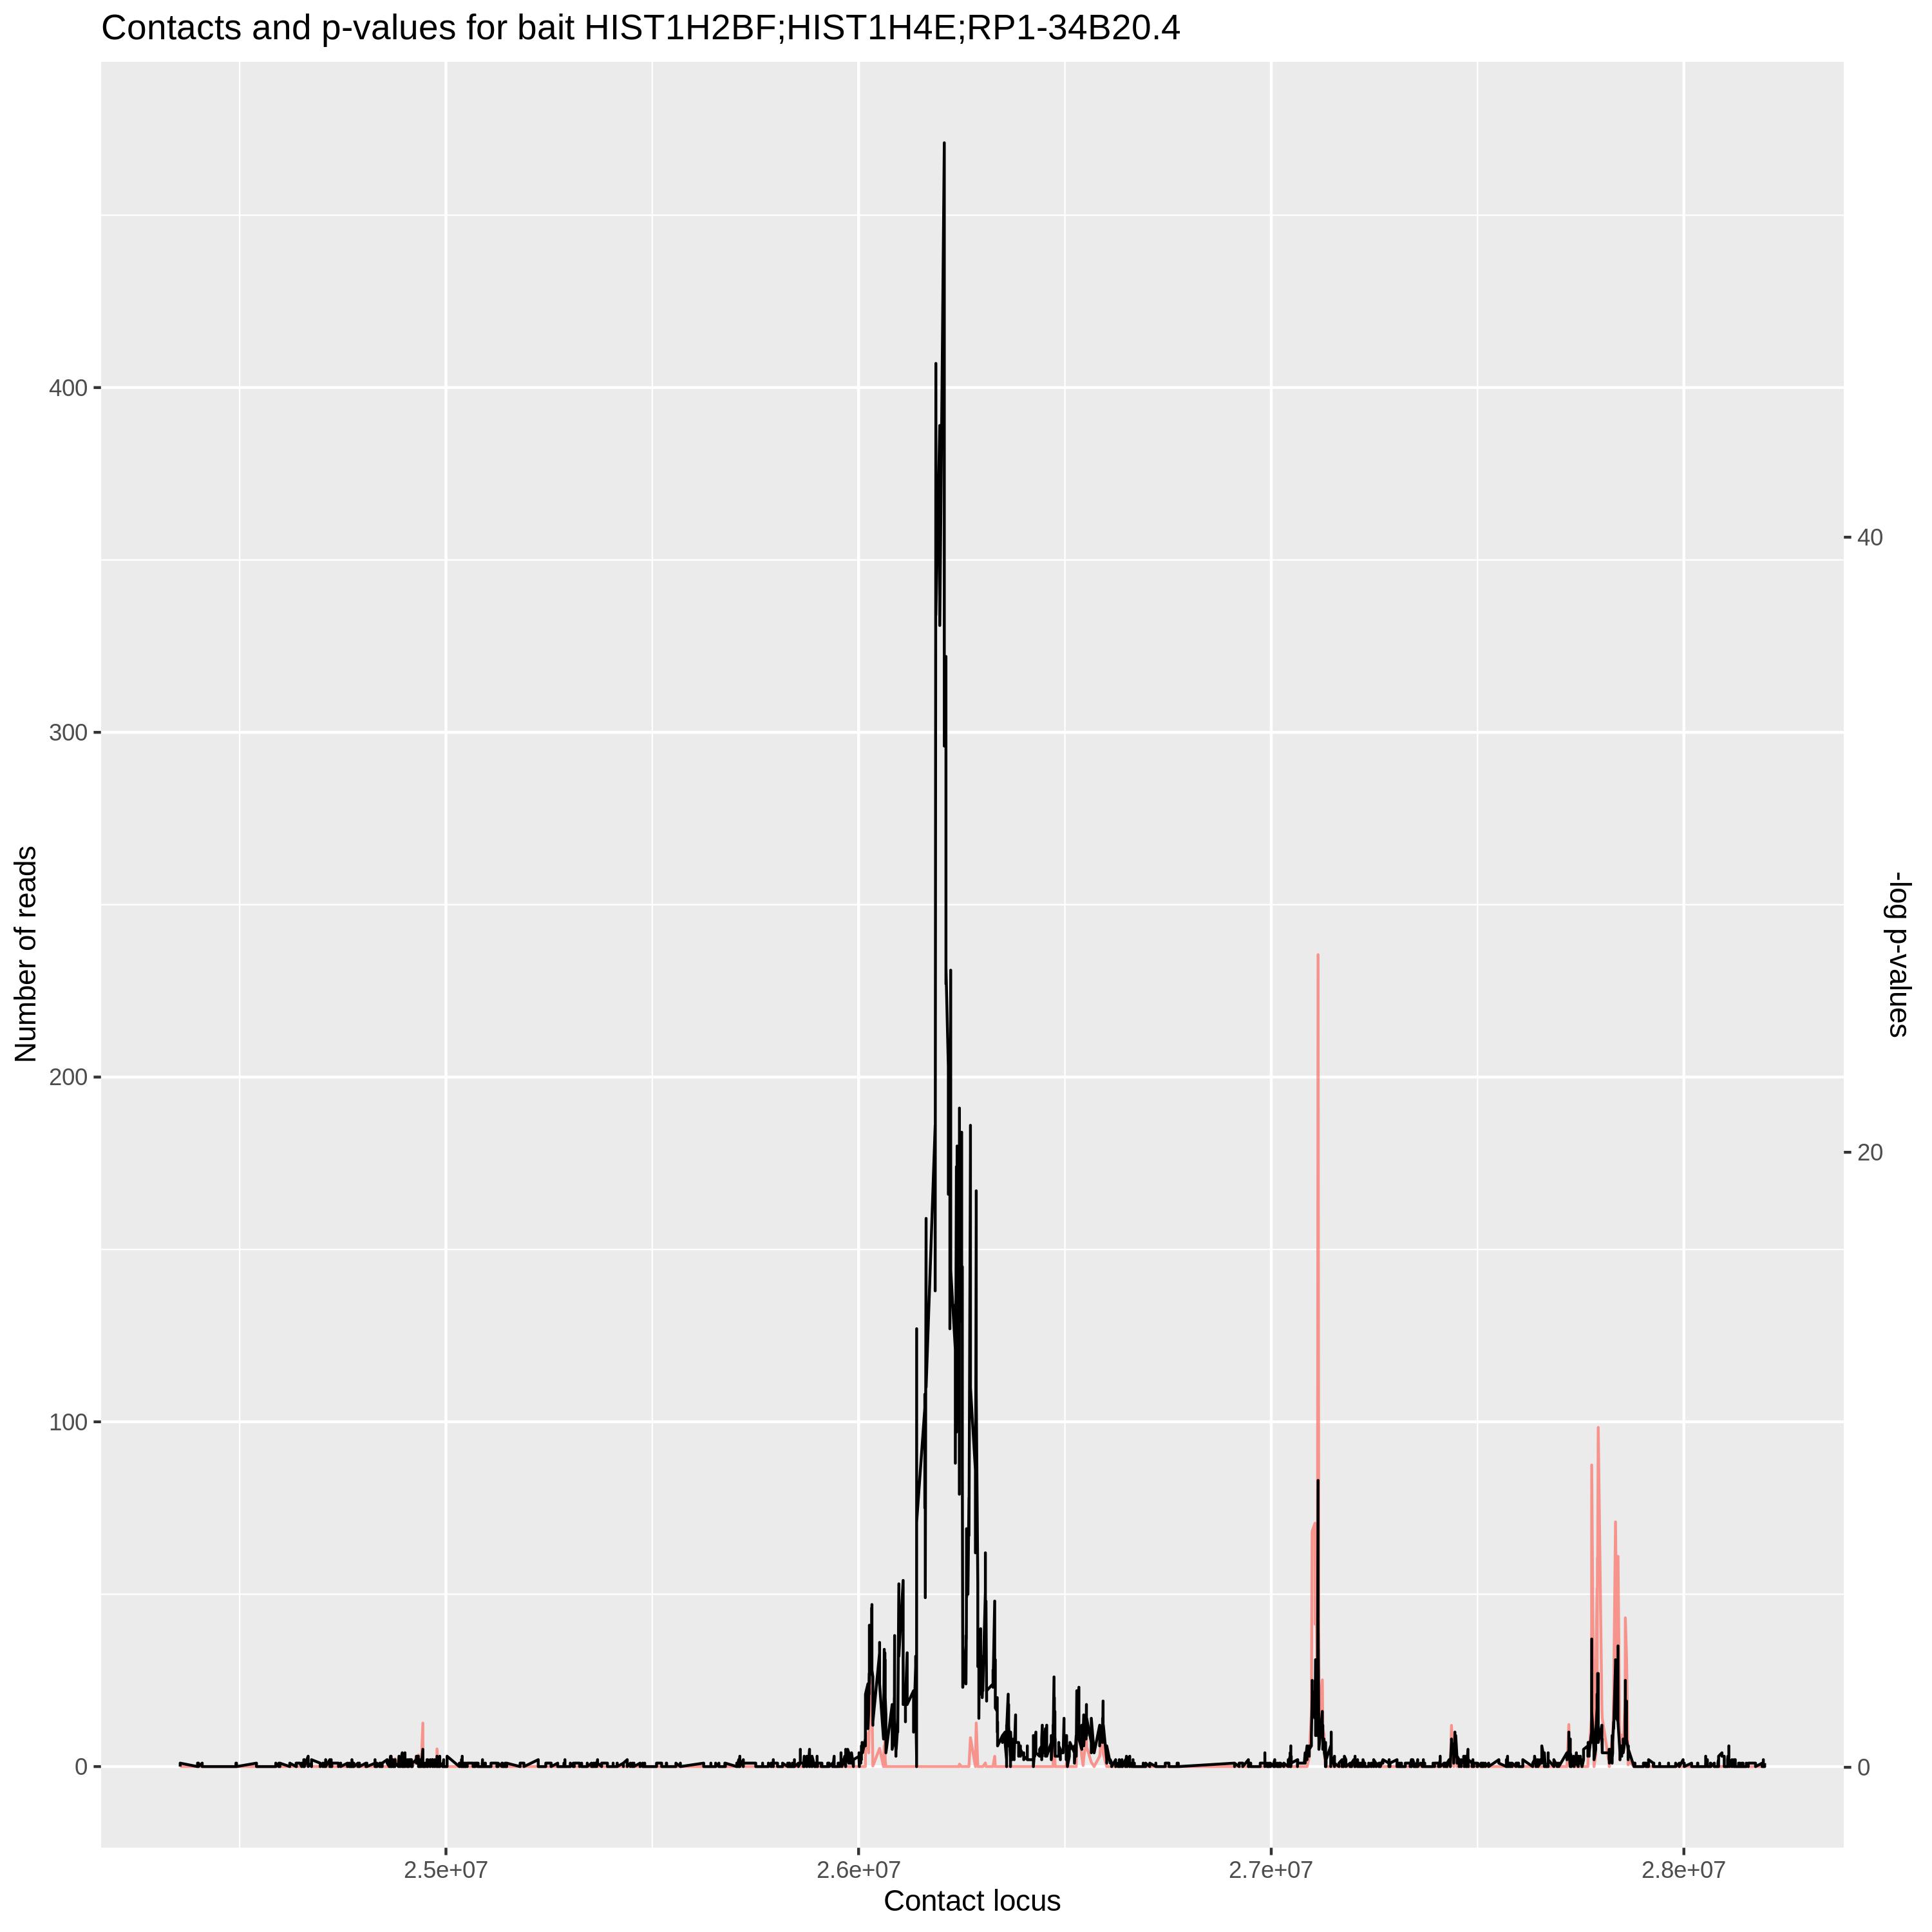 Contacts and p-values for bait HIST1H2BF;HIST1H4E;RP1-34B20.4
400
300
200
100
0
Number of reads
40
20
0
-log p-values
2.5e+07
2.6e+07
2.7e+07
2.8e+07
Contact locus